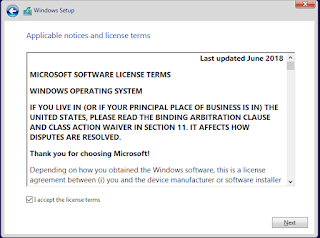 Windows Setup
Applicable notices and license terms
Last updated June 2018
MICROSOFT SOFTWARE LICENSE TERMS
WINDOWS OPERATING SYSTEM
IF YOU LIVE IN (OR IF YOUR PRINCIPAL PLACE OF BUSINESS IS IN) THE
UNITED STATES, PLEASE READ THE BINDING ARBITRATION CLAUSE
AND CLASS ACTION WAIVER IN SECTION 11. IT AFFECTS HOW
DISPUTES ARE RESOLVED.
Thank you for choosing Microsoft!
Depending on how you obtained the Windows software, this is a license
agreement between (i) you and the device manufacturer or software installer
I accept the license terms
Next